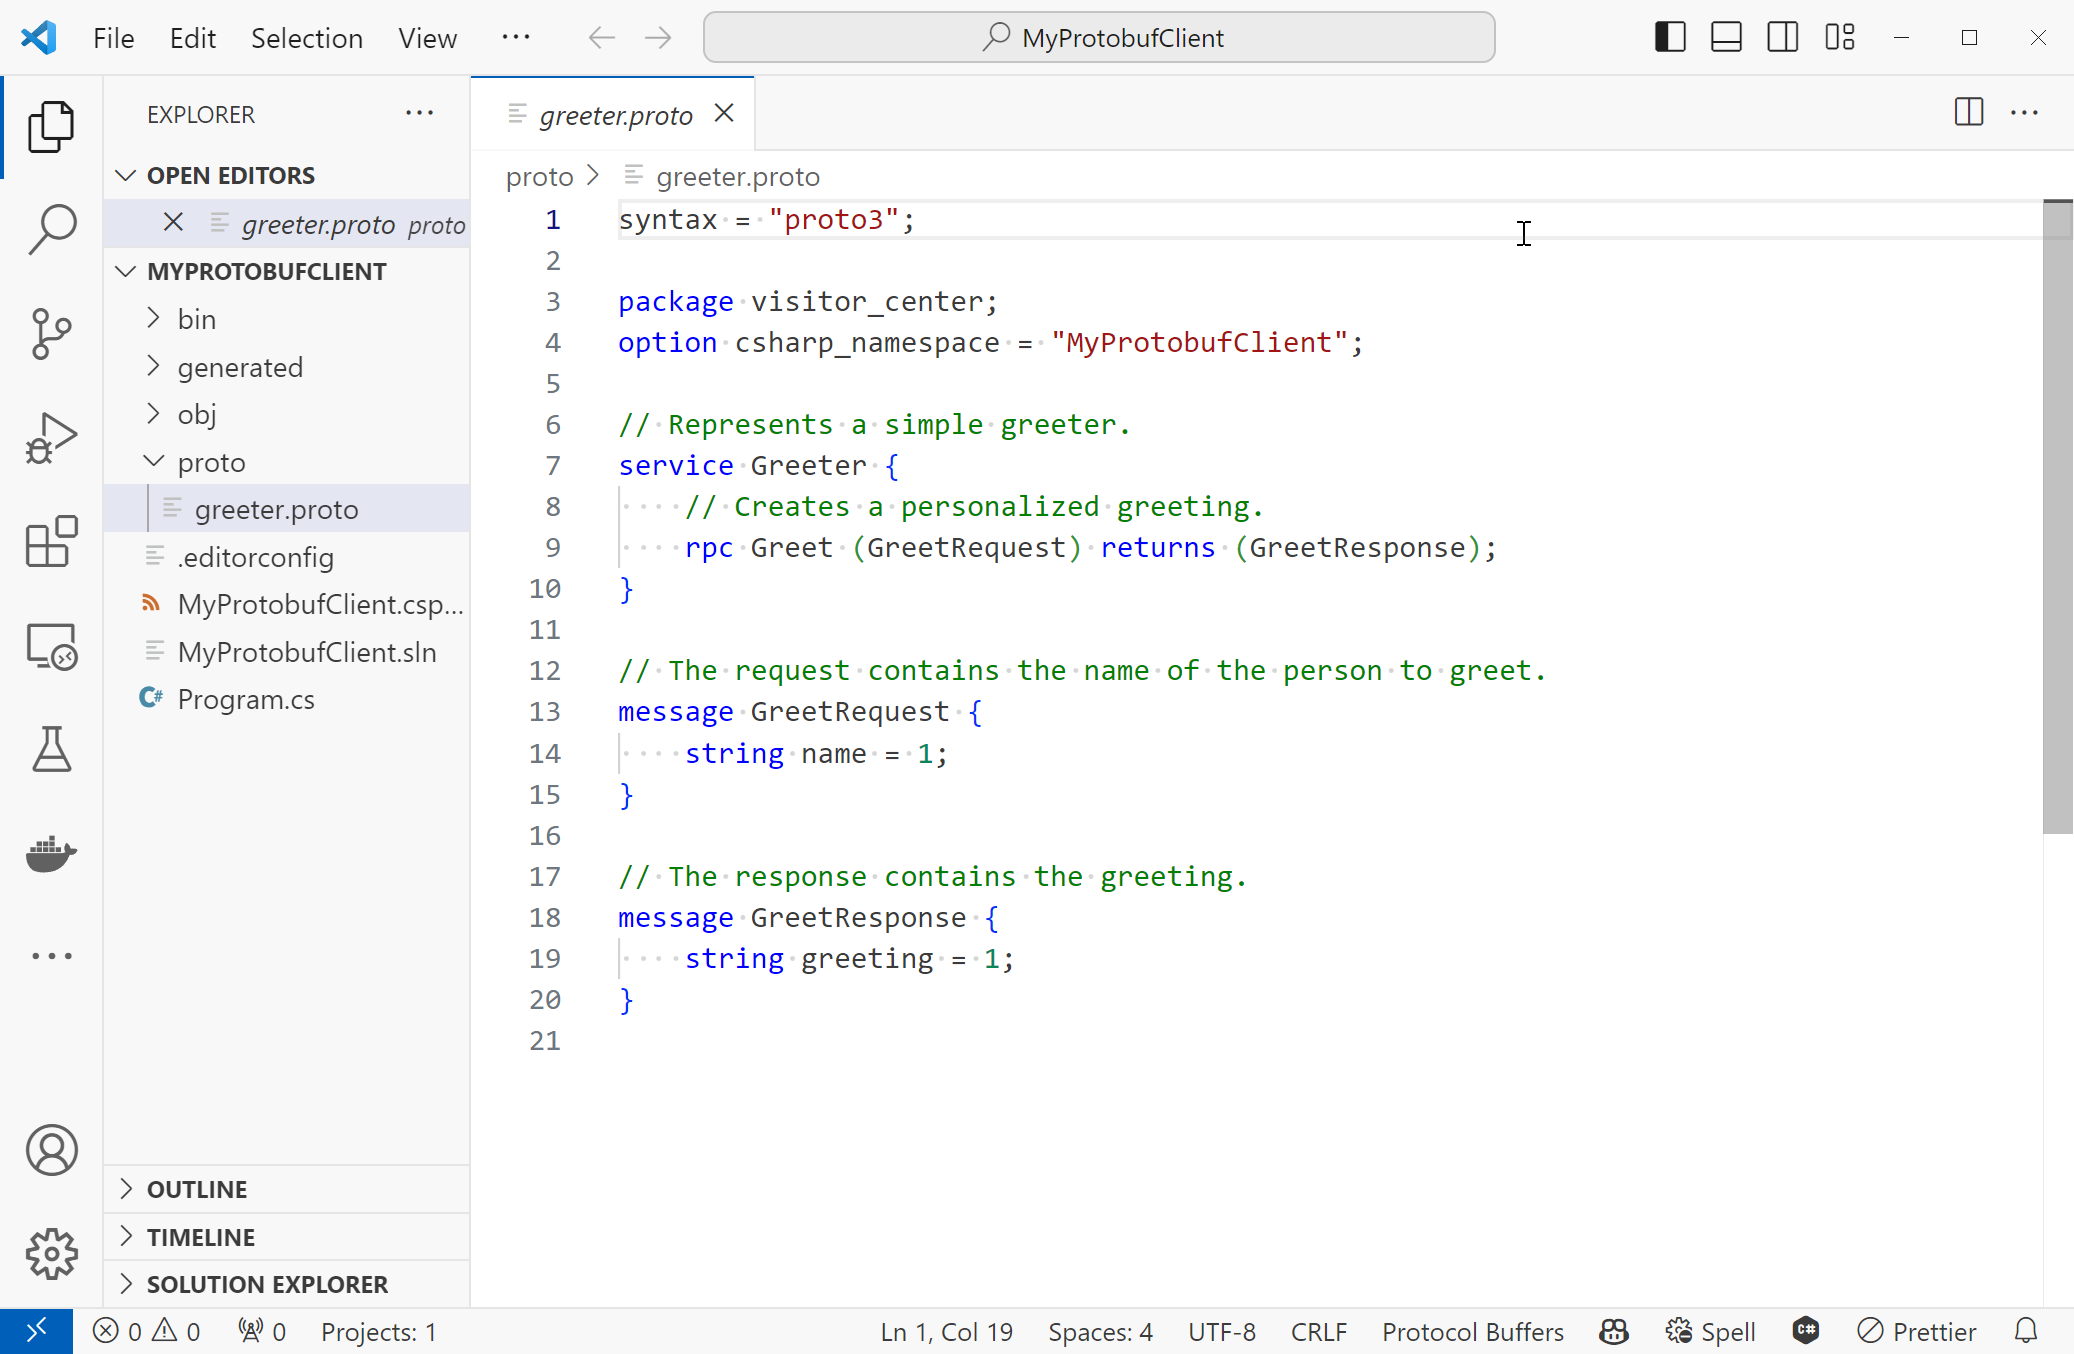 File Edit Selection View ··· MyProtobufClient
EXPLORER ···
OPEN EDITORS
greeter.proto proto
MYPROTOBUFCLIENT
bin
generated
obj
proto
greeter.proto
.editorconfig
MyProtobufClient.csp...
MyProtobufClient.sln
Program.cs
OUTLINE
TIMELINE
SOLUTION EXPLORER
greeter.proto
proto > greeter.proto
1 syntax = "proto3";
2
3 package visitor_center;
4 option csharp_namespace = "MyProtobufClient";
5
6 // Represents a simple greeter.
7 service Greeter {
8     // Creates a personalized greeting.
9     rpc Greet (GreetRequest) returns (GreetResponse);
10 }
11
12 // The request contains the name of the person to greet.
13 message GreetRequest {
14     string name = 1;
15 }
16
17 // The response contains the greeting.
18 message GreetResponse {
19     string greeting = 1;
20 }
21
0 0 0 Projects: 1 Ln 1, Col 19 Spaces: 4 UTF-8 CRLF Protocol Buffers Spell C# Prettier